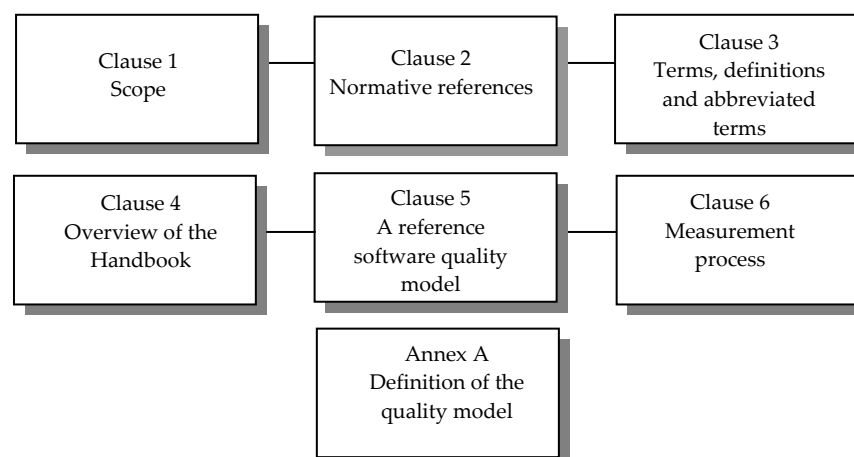 Clause 1
Scope
Clause 2
Normative references
Clause 3
Terms, definitions
and abbreviated
terms
Clause 4
Overview of the
Handbook
Clause 5
A reference
software quality
model
Clause 6
Measurement
process
Annex A
Definition of the
quality model